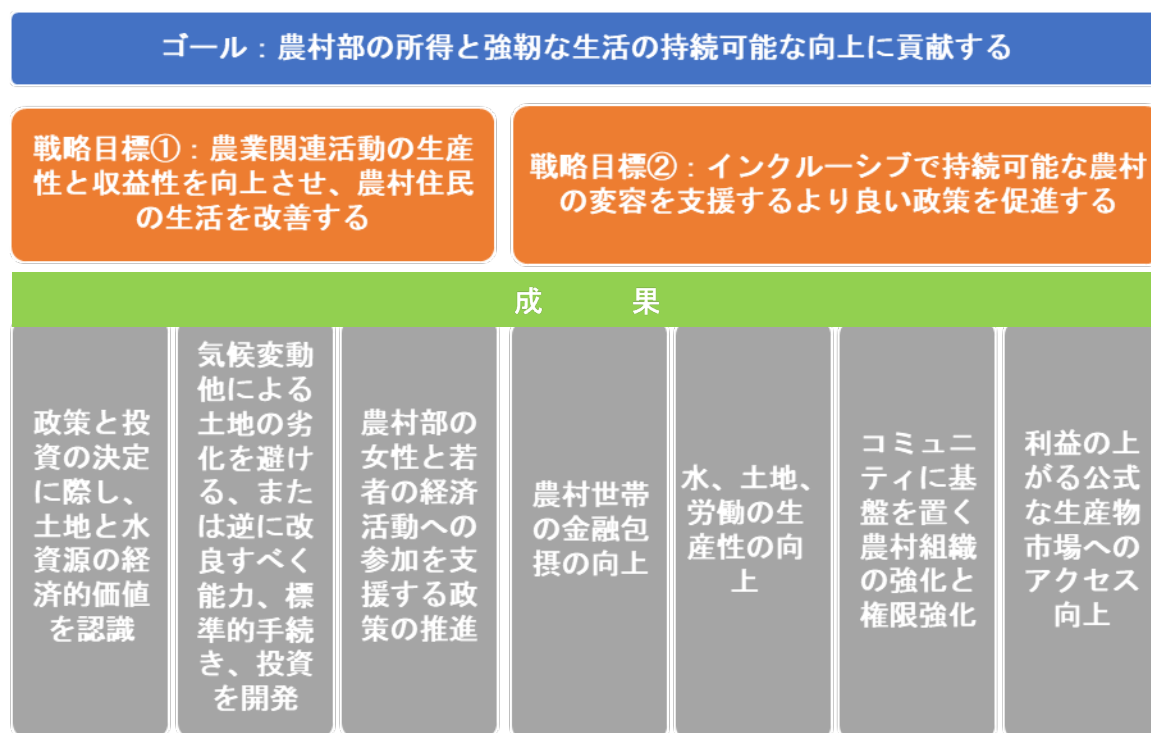 ゴール：農村部の所得と強靭な生活の持続可能な向上に貢献する
戦略目標①：農業関連活動の生産
性と収益性を向上させ、農村住民
の生活を改善する
戦略目標②：インクルーシブで持続可能な農村
の変容を支援するより良い政策を促進する
成　果
政策と投
資の決定
に際し、
土地と水
資源の経
済的価値
を認識
気候変動
他による
土地の劣
化を避け
る、また
は逆に改
良すべく
能力、標
準的手続
き、投資
を開発
農村部の
女性と若
者の経済
活動への
参加を支
援する政
策の推進
農村世帯
の金融包
摂の向上
水、土地、
労働の生
産性の向
上
コミュニ
ティに基
盤を置く
農村組織
の強化と
権限強化
利益の上
がる公式
な生産物
市場への
アクセス
向上